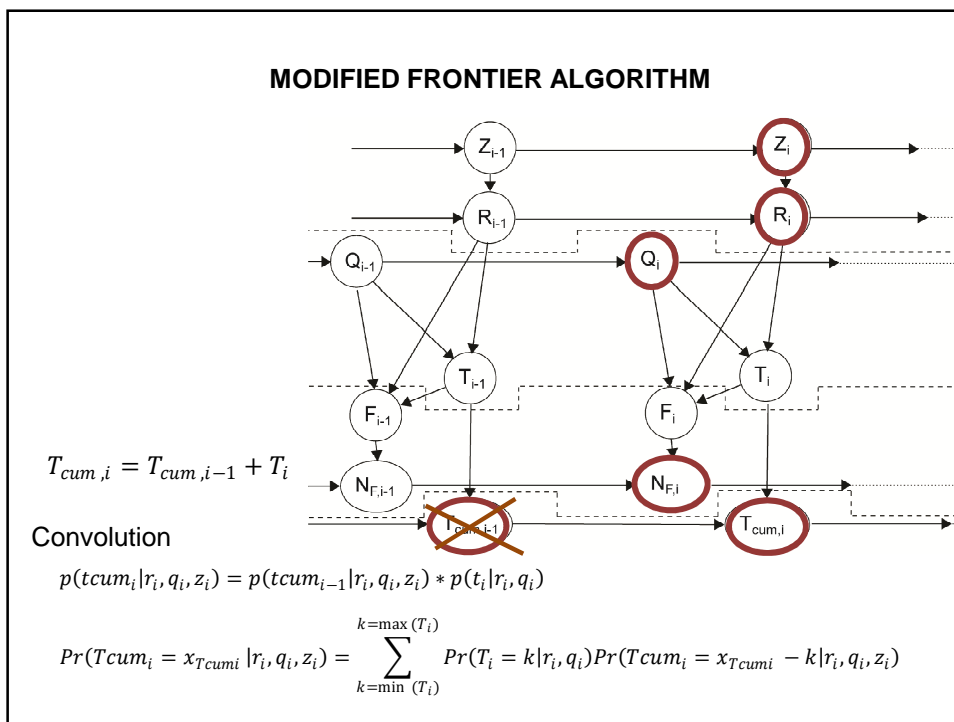 MODIFIED FRONTIER ALGORITHM
Z_{i-1}
Z_i
R_{i-1}
R_i
Q_{i-1}
Q_i
T_{i-1}
T_i
F_{i-1}
F_i
T_{cum,i} = T_{cum,i-1} + T_i
N_{F,i-1}
N_{F,i}
T_{cum,i-1}
T_{cum,i}
Convolution
p(tcum_i|r_i, q_i, z_i) = p(tcum_{i-1}|r_i, q_i, z_i) * p(t_i|r_i, q_i)
Pr(Tcum_i = x_{Tcumi} |r_i, q_i, z_i) = \sum_{k=min (T_i)}^{k=max (T_i)} Pr(T_i = k|r_i, q_i)Pr(Tcum_i = x_{Tcumi} − k|r_i, q_i, z_i)